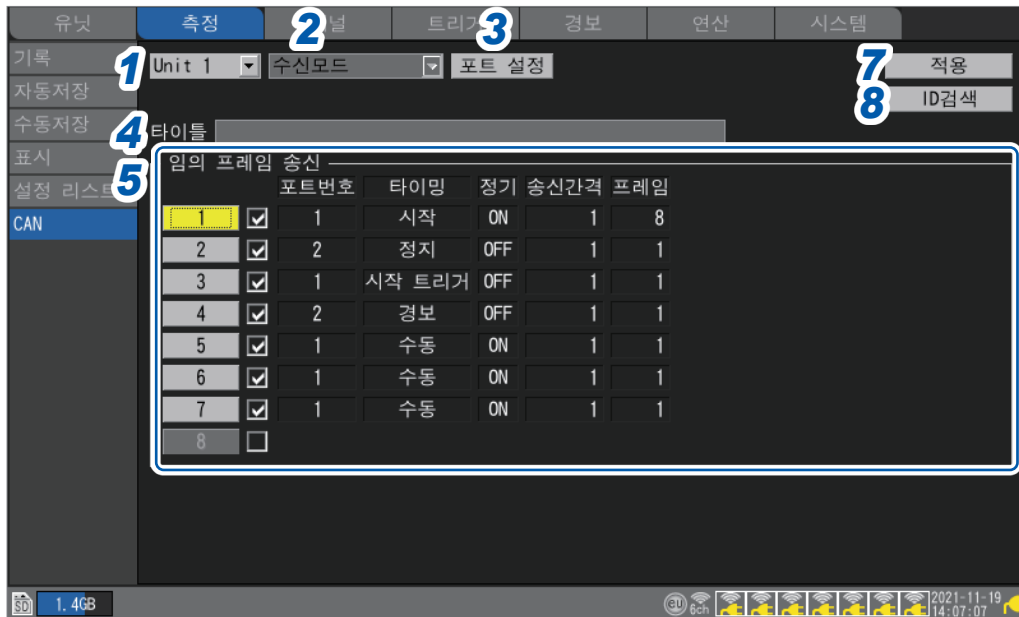 유닛 측정 2 널 트리거 3 경보 연산 시스템
기록 1 Unit 1 수신모드 포트 설정 7 적용
자동저장 8 ID검색
수동저장 4 타이틀
표시 임의 프레임 송신
설정 리스트 5 포트번호 타이밍 정기 송신간격 프레임
CAN 1 1 시작 ON 1 8
2 2 정지 OFF 1 1
3 1 시작 트리거 OFF 1 1
4 2 경보 OFF 1 1
5 1 수동 ON 1 1
6 1 수동 ON 1 1
7 1 수동 ON 1 1
8
SD 1.4GB eu 6ch 2021-11-19
14:07:07